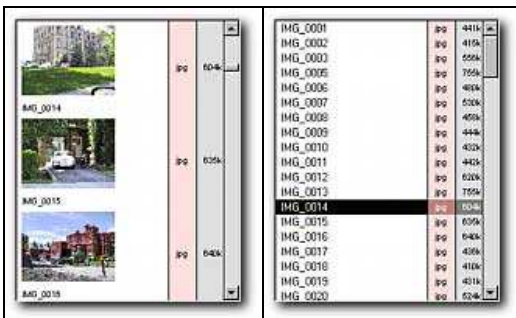 jpg 604k
IMG_0014
jpg 635k
IMG_0015
jpg 640k
IMG_0016
IMG_0001 jpg 441k
IMG_0002 jpg 415k
IMG_0003 jpg 556k
IMG_0005 jpg 755k
IMG_0006 jpg 480k
IMG_0007 jpg 530k
IMG_0008 jpg 458k
IMG_0009 jpg 444k
IMG_0010 jpg 432k
IMG_0011 jpg 442k
IMG_0012 jpg 620k
IMG_0013 jpg 755k
IMG_0014 jpg 604k
IMG_0015 jpg 635k
IMG_0016 jpg 640k
IMG_0017 jpg 436k
IMG_0018 jpg 410k
IMG_0019 jpg 431k
IMG_0020 jpg 524k